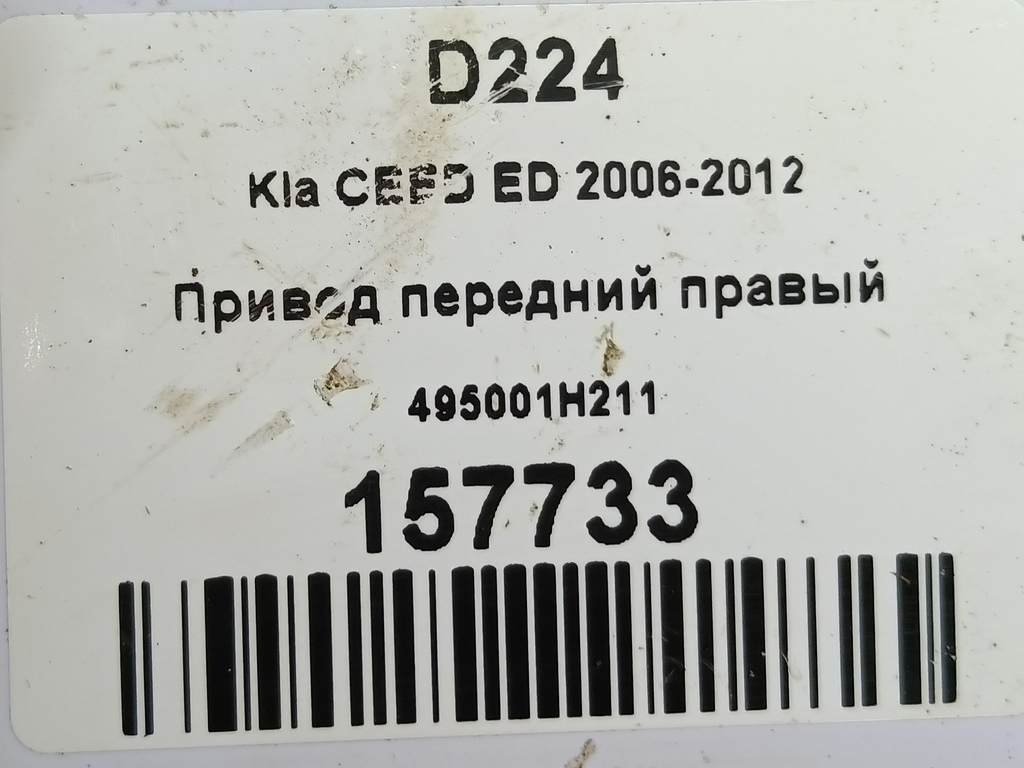 D224
Kia CEED ED 2006-2012
Привод передний правый
495001H211
157733